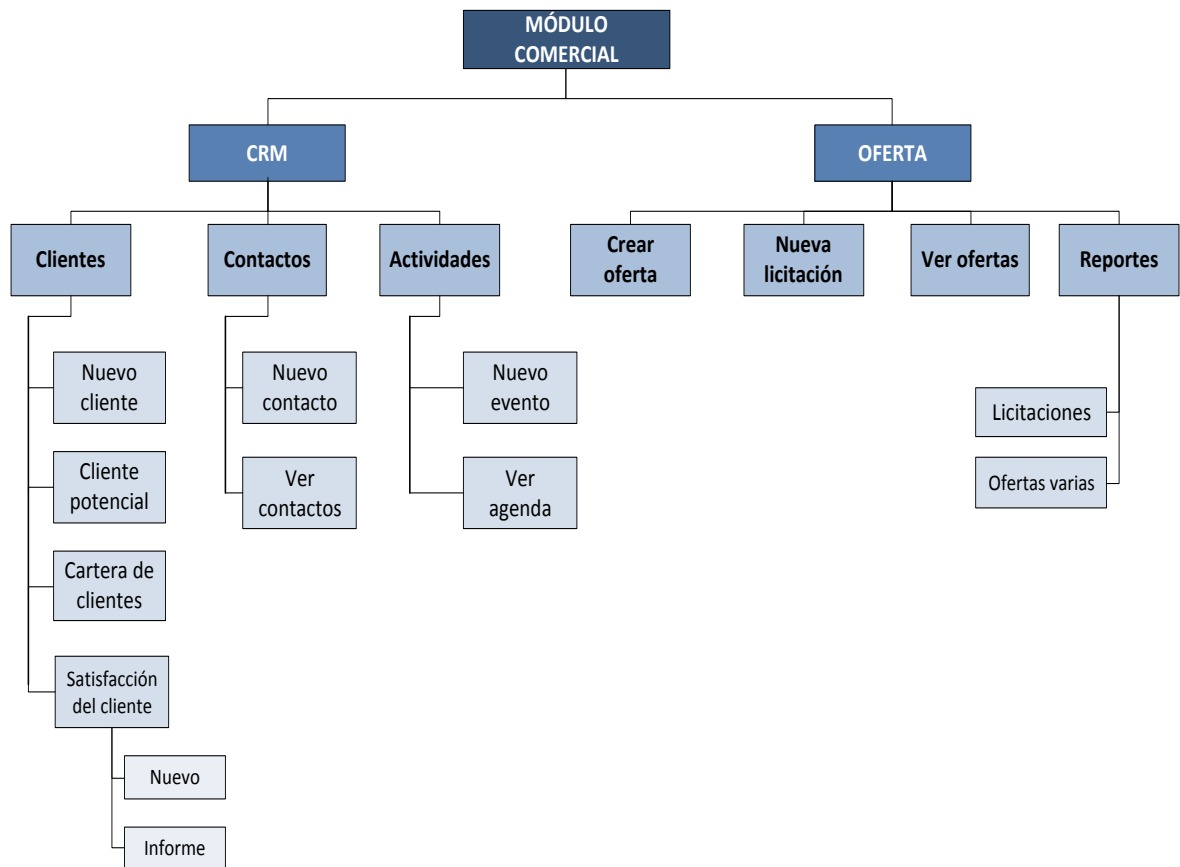 MÓDULO
COMERCIAL
CRM
OFERTA
Clientes
Contactos
Actividades
Crear
oferta
Nueva
licitación
Ver ofertas
Reportes
Nuevo
cliente
Nuevo
contacto
Nuevo
evento
Licitaciones
Cliente
potencial
Ver
contactos
Ver
agenda
Ofertas varias
Cartera de
clientes
Satisfacción
del cliente
Nuevo
Informe